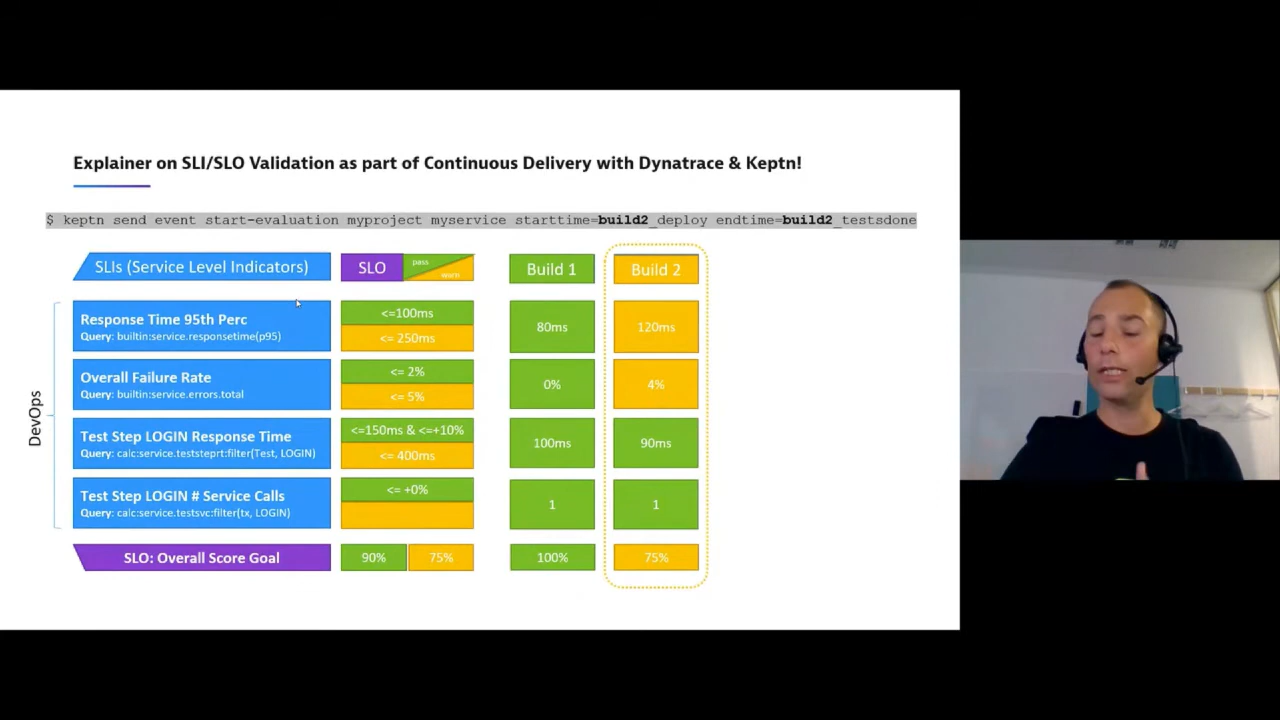 Explainer on SLI/SLO Validation as part of Continuous Delivery with Dynatrace & Keptn!
$ keptn send event start-evaluation myproject myservice starttime=build2_deploy endtime=build2_testsdone
SLIs (Service Level Indicators)
SLO
pass
warn
Build 1
Build 2
DevOps
Response Time 95th Perc
Query: builtin:service.responsetime(p95)
<=100ms
<= 250ms
80ms
120ms
Overall Failure Rate
Query: builtin:service.errors.total
<= 2%
<= 5%
0%
4%
Test Step LOGIN Response Time
Query: calc:service.teststeprt:filter(Test, LOGIN)
<=150ms & <=+10%
<= 400ms
100ms
90ms
Test Step LOGIN # Service Calls
Query: calc:service.testsvc:filter(tx, LOGIN)
<= +0%
1
1
SLO: Overall Score Goal
90%
75%
100%
75%